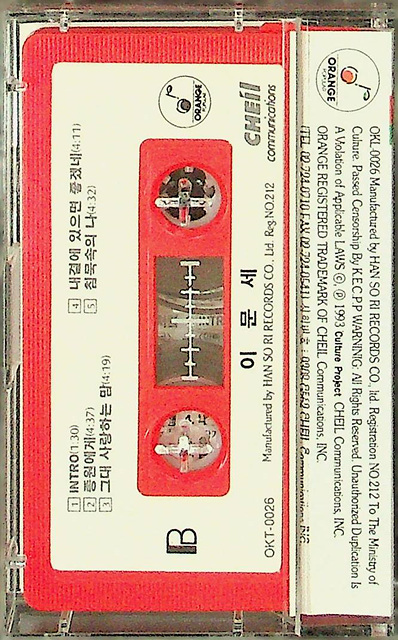 B
1 INTRO(1:30)
2 종원에게(4:37)
3 그대 사랑하는 맘(4:19)
4 내곁에 있으면 좋겠네(4:11)
5 침묵속의 나(4:32)
ORANGE
새 문 이
OKT-0026
Manufactured by HAN SO RI RECORDS CO., Ltd. Reg NO.212
CHEIL
communications
ORANGE
OKL-0026 Manufactured by HAN SO RI RECORDS CO., ltd. Registration NO.212 To The Ministry of
Culture. Passed Censorship By K.E.C.P.P WARNINIG: All Rights Reserved. Unauthorized Duplication Is
A Violation of Applicable LAWS © ℗ 1993 Culture Project CHEIL Communications, INC.
ORANGE REGISTERED TRADEMARK OF CHEIL Communications, INC.